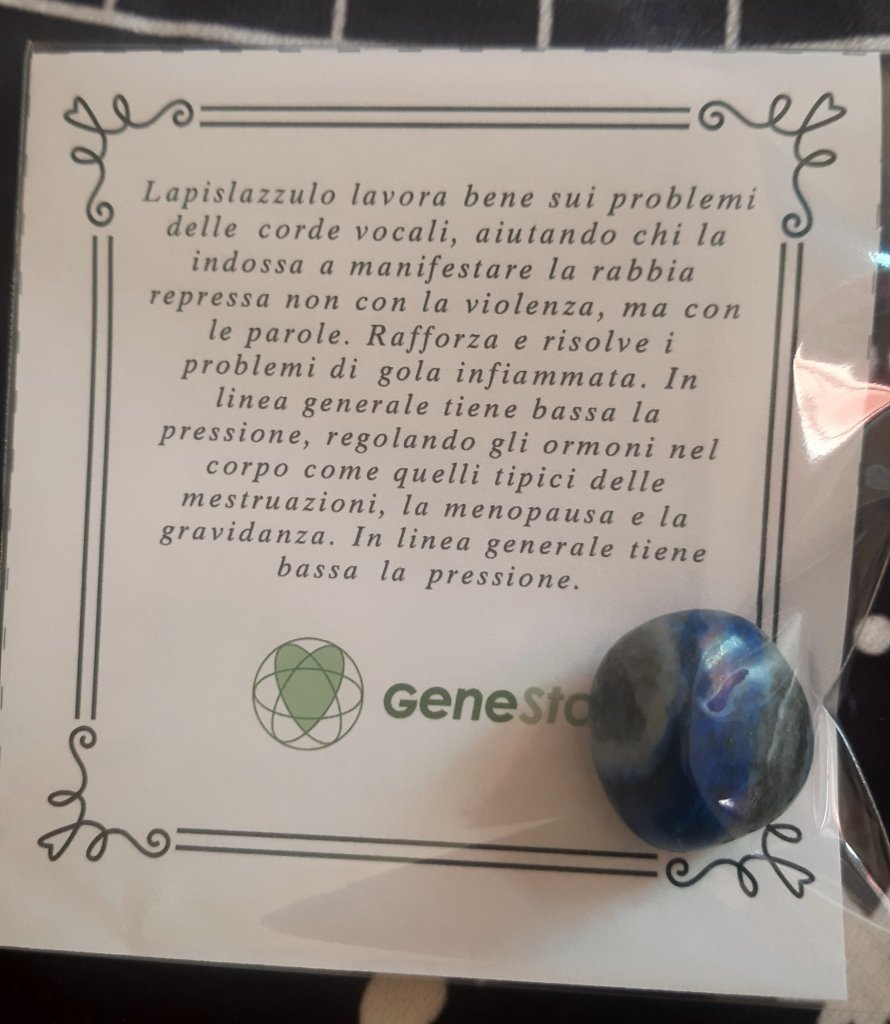 Lapislazzulo lavora bene sui problemi
delle corde vocali, aiutando chi la
indossa a manifestare la rabbia
repressa non con la violenza, ma con
le parole. Rafforza e risolve i
problemi di gola infiammata. In
linea generale tiene bassa la
pressione, regolando gli ormoni nel
corpo come quelli tipici delle
mestruazioni, la menopausa e la
gravidanza. In linea generale tiene
bassa la pressione.